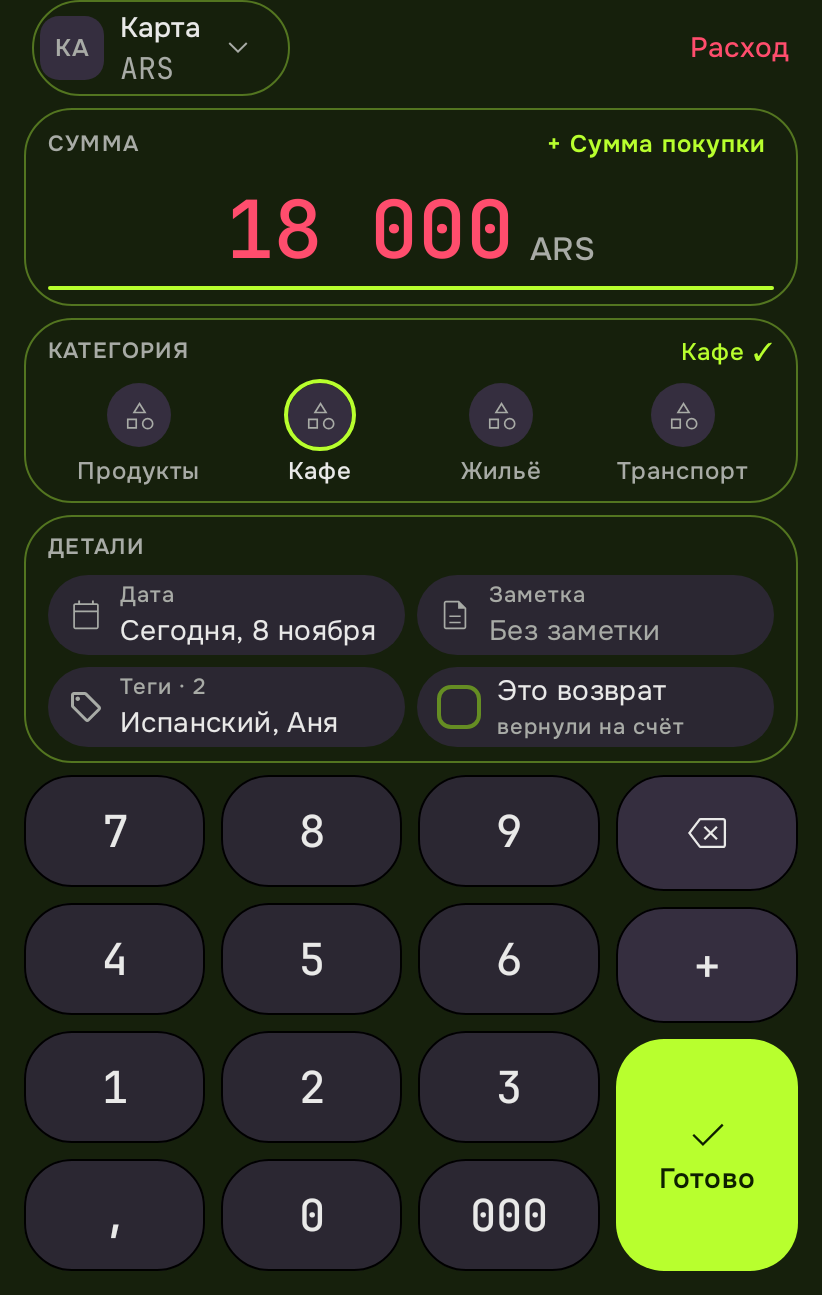 КА
Карта
ARS
Расход
СУММА
+ Сумма покупки
18 000 ARS
КАТЕГОРИЯ
Кафе ✓
Продукты
Кафе
Жильё
Транспорт
ДЕТАЛИ
Дата
Сегодня, 8 ноября
Заметка
Без заметки
Теги · 2
Испанский, Аня
Это возврат
вернули на счёт
7 8 9
4 5 6 +
1 2 3
, 0 000
Готово